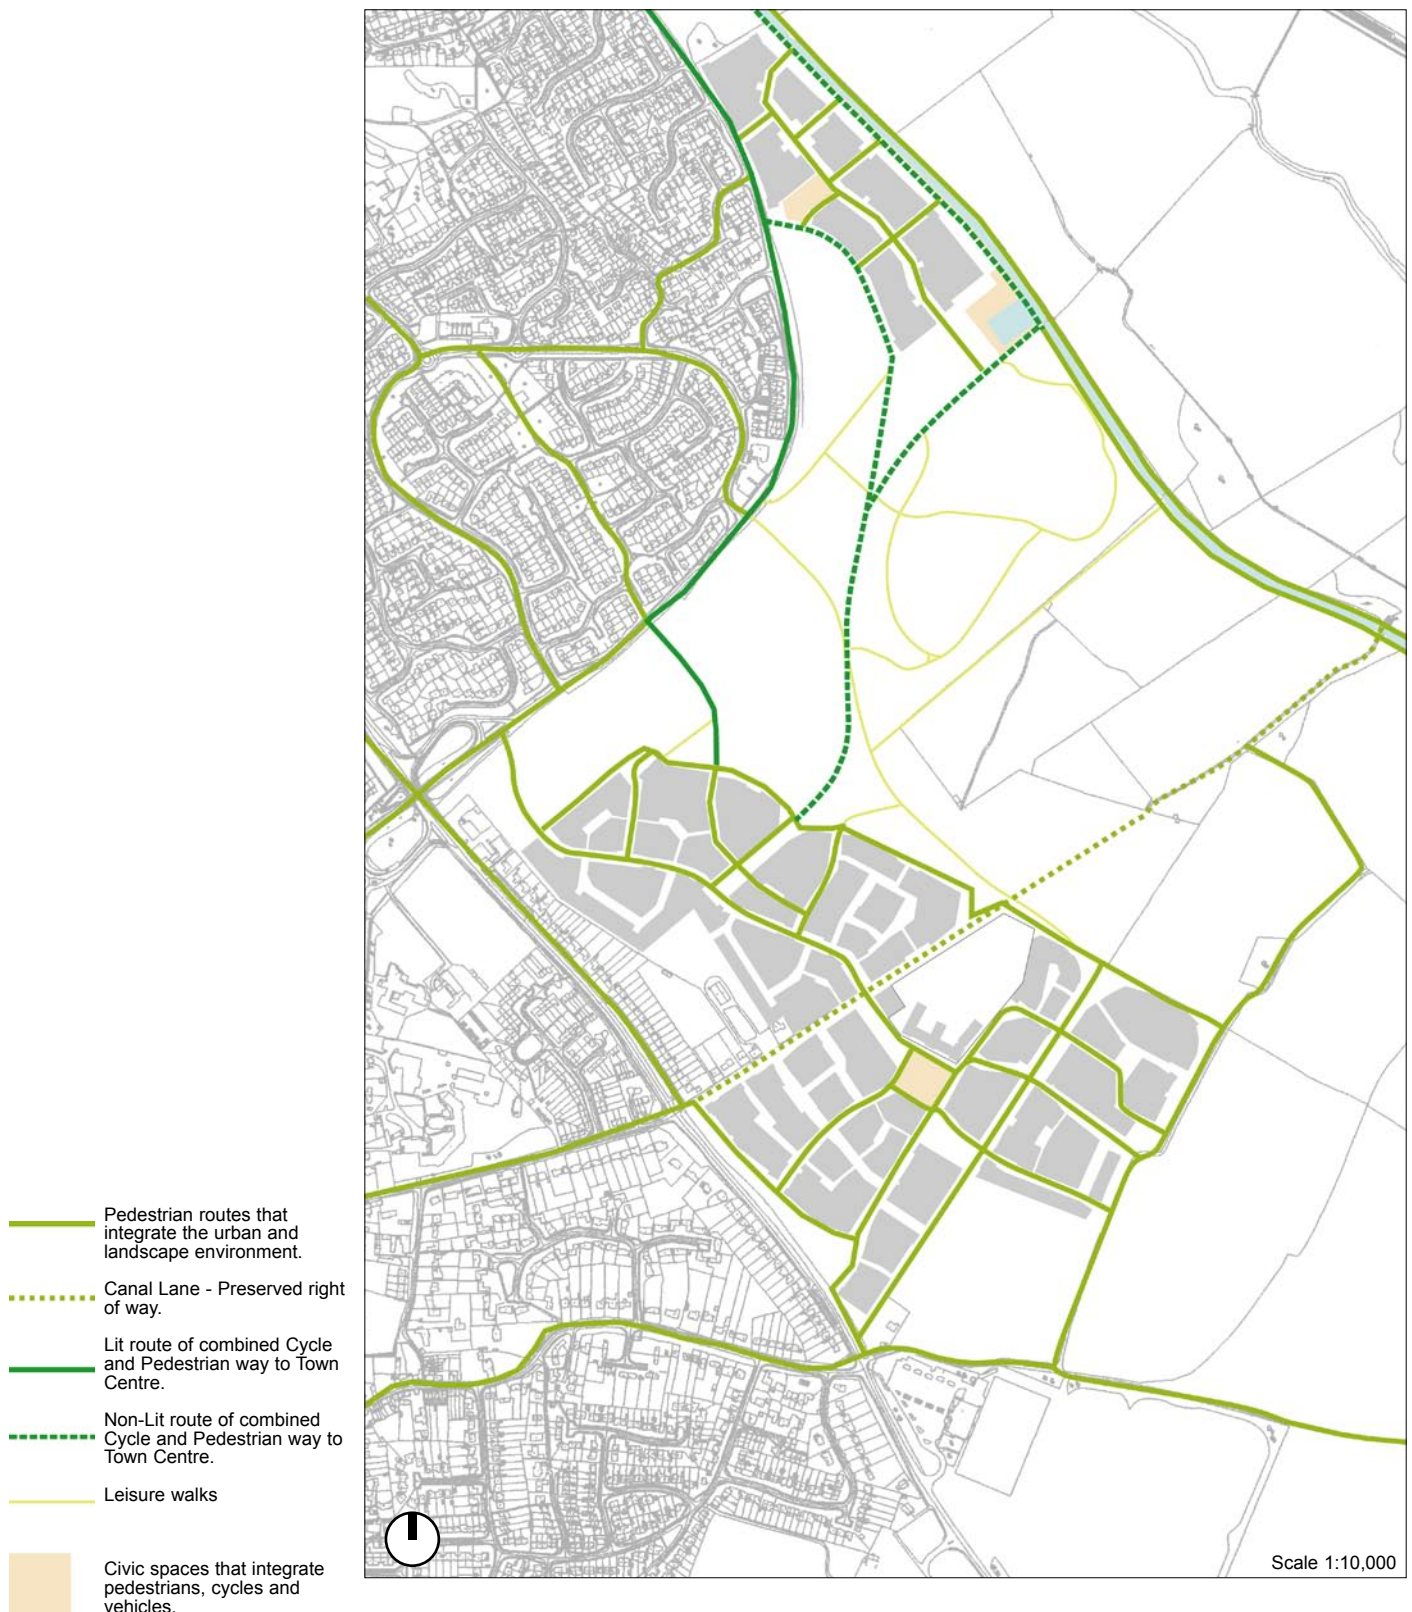 Pedestrian routes that
integrate the urban and
landscape environment.
Canal Lane - Preserved right
of way.
Lit route of combined Cycle
and Pedestrian way to Town
Centre.
Non-Lit route of combined
Cycle and Pedestrian way to
Town Centre.
Leisure walks
Civic spaces that integrate
pedestrians, cycles and
vehicles.
Scale 1:10,000